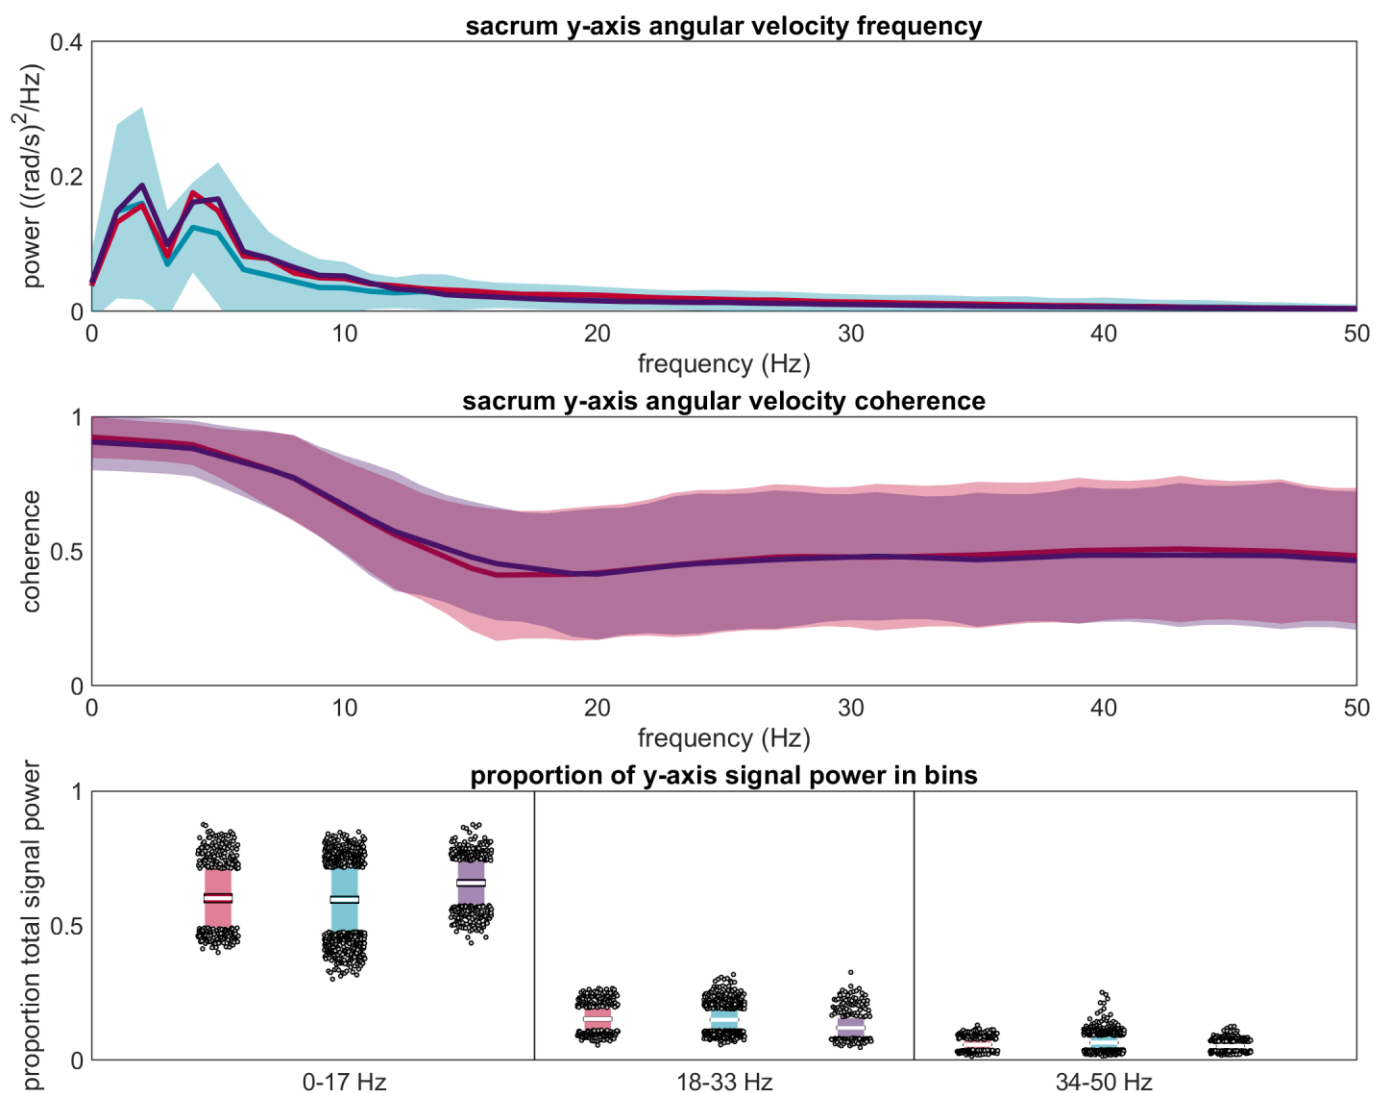 sacrum y-axis angular velocity frequency
power ((rad/s)²/Hz)
0.4
0.2
0
0 10 20 30 40 50
frequency (Hz)
sacrum y-axis angular velocity coherence
coherence
1
0.5
0
0 10 20 30 40 50
frequency (Hz)
proportion of y-axis signal power in bins
proportion total signal power
1
0.5
0
0-17 Hz 18-33 Hz 34-50 Hz